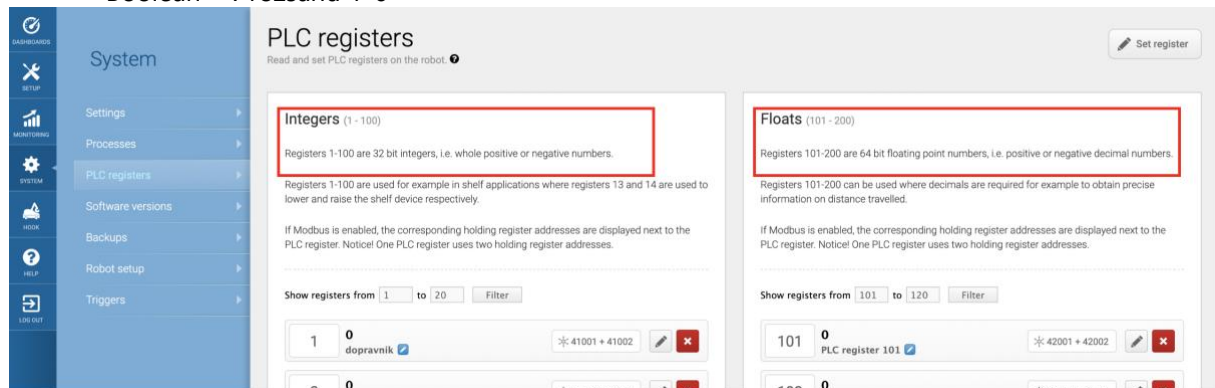 DASHBOARDS
SETUP
MONITORING
SYSTEM
HOOK
HELP
LOG OUT
System
Settings
Processes
PLC registers
Software versions
Backups
Robot setup
Triggers
PLC registers
Read and set PLC registers on the robot.
Set register
Integers (1 - 100)
Registers 1-100 are 32 bit integers, i.e. whole positive or negative numbers.
Registers 1-100 are used for example in shelf applications where registers 13 and 14 are used to
lower and raise the shelf device respectively.
If Modbus is enabled, the corresponding holding register addresses are displayed next to the
PLC register. Notice! One PLC register uses two holding register addresses.
Show registers from 1 to 20 Filter
1 0 41001 + 41002
dopravnik
0
Floats (101 - 200)
Registers 101-200 are 64 bit floating point numbers, i.e. positive or negative decimal numbers.
Registers 101-200 can be used where decimals are required for example to obtain precise
information on distance travelled.
If Modbus is enabled, the corresponding holding register addresses are displayed next to the
PLC register. Notice! One PLC register uses two holding register addresses.
Show registers from 101 to 120 Filter
101 0 42001 + 42002
PLC register 101
0